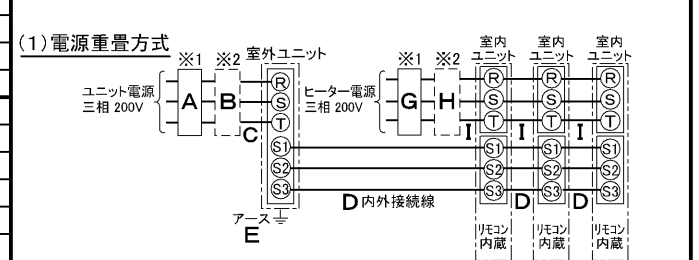 (1)電源重畳方式
※1 ※2 室外ユニット
ユニット電源
三相 200V
A B C
R
S
T
S1
S2
S3
アース
E
※1 ※2
ヒーター電源
三相 200V
G H
室内
ユニット
室内
ユニット
室内
ユニット
R R R
S S S
T T T
I I I
S1 S1 S1
S2 S2 S2
S3 S3 S3
D 内外接続線
D D
リモコン
内蔵
リモコン
内蔵
リモコン
内蔵